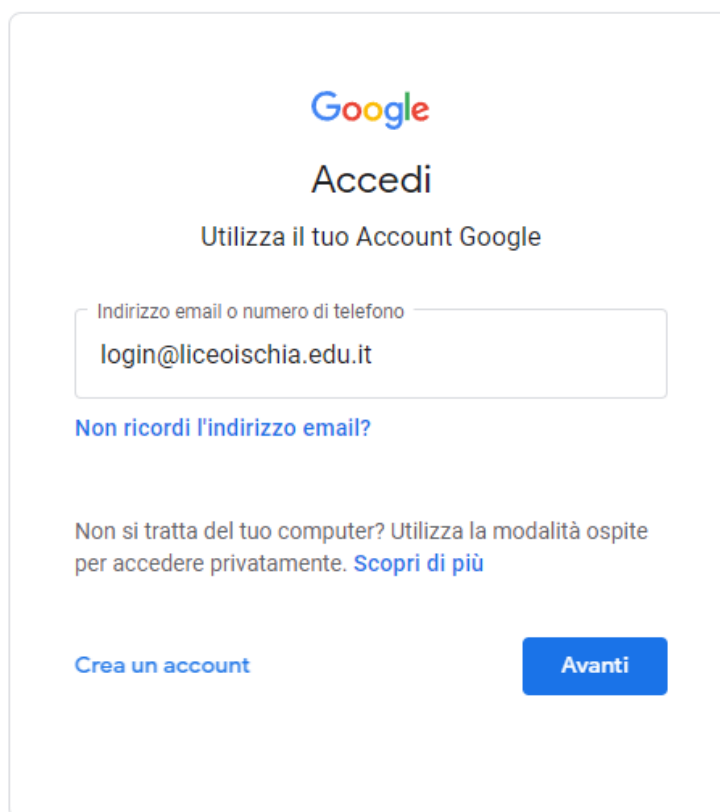 Google
Accedi
Utilizza il tuo Account Google
Indirizzo email o numero di telefono
login@liceoischia.edu.it
Non ricordi l'indirizzo email?
Non si tratta del tuo computer? Utilizza la modalità ospite
per accedere privatamente. Scopri di più
Crea un account
Avanti